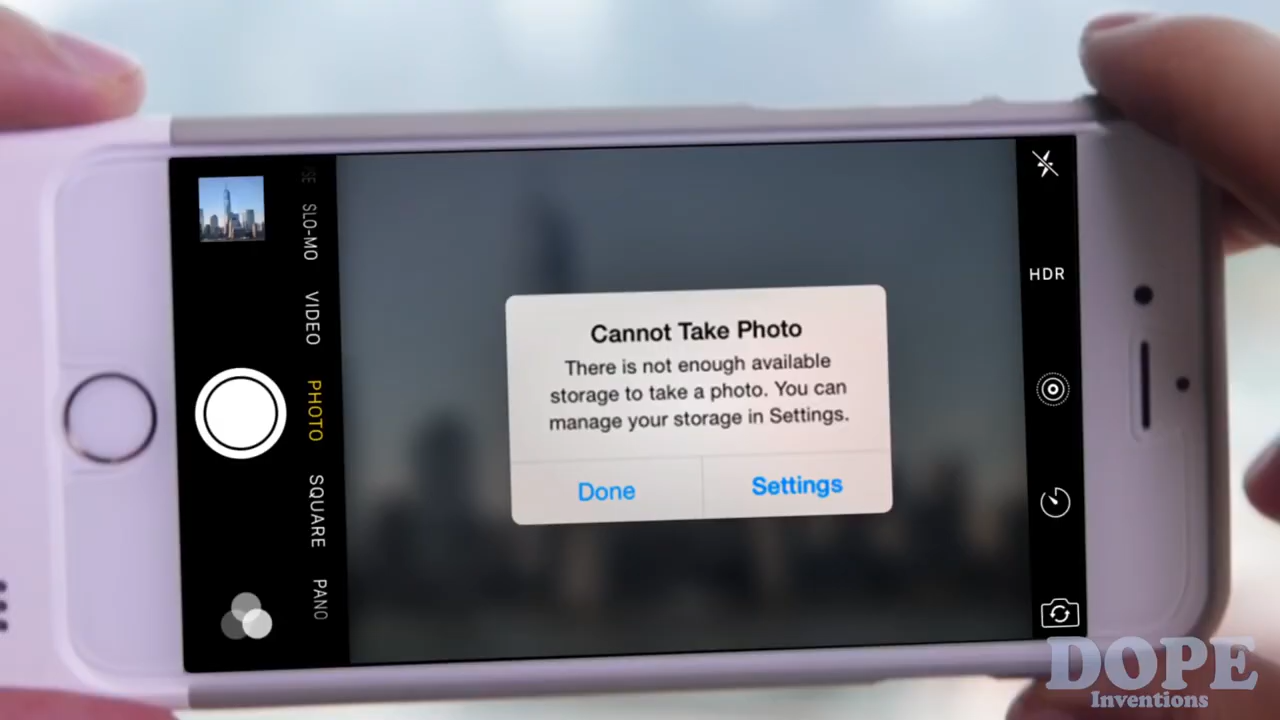 SLO-MO
VIDEO
PHOTO
SQUARE
PANO
Cannot Take Photo
There is not enough available
storage to take a photo. You can
manage your storage in Settings.
Done
Settings
HDR
DOPE
Inventions